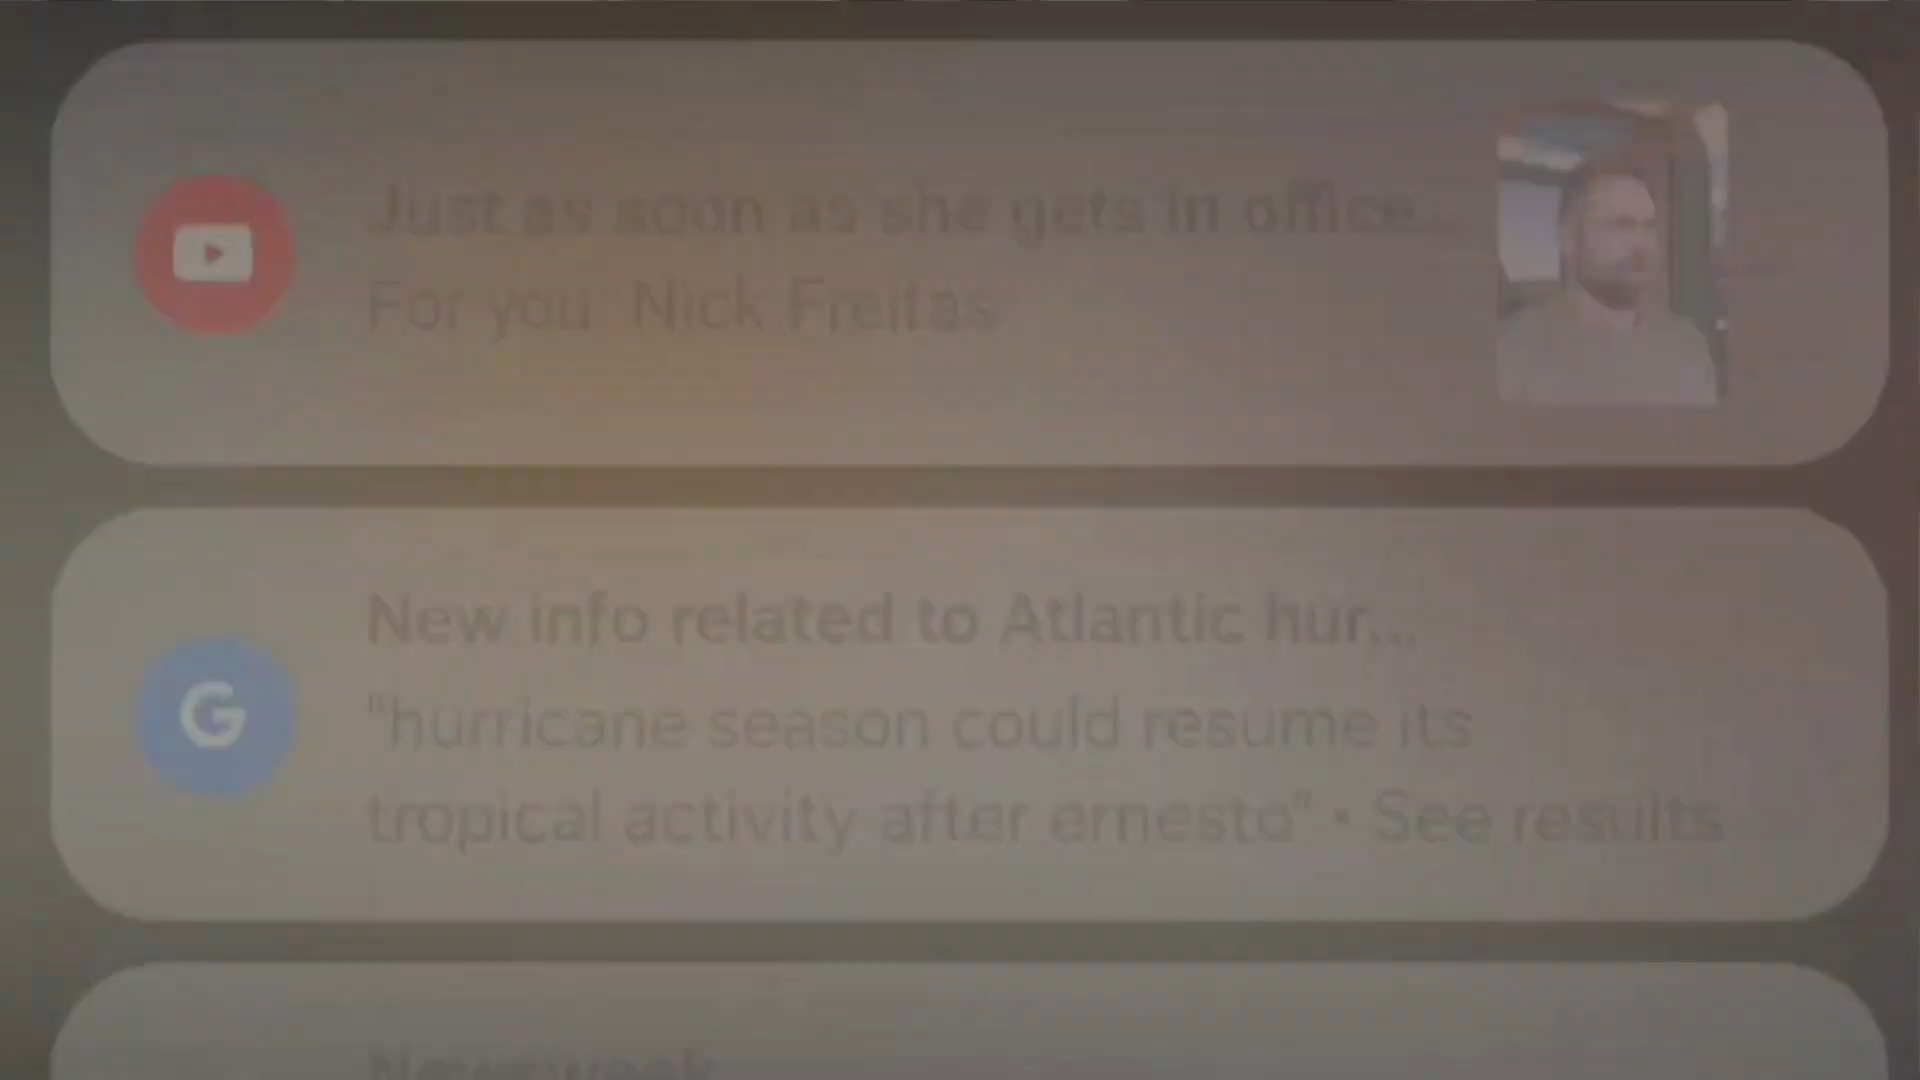 Just as soon as she gets in office...
For you: Nick Freitas
G
New info related to Atlantic hur...
"hurricane season could resume its
tropical activity after ernesto" • See results
Newsweek